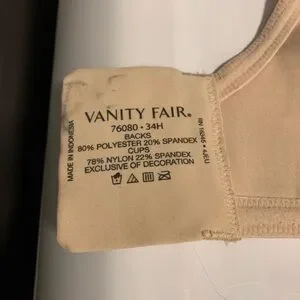 VANITY FAIR®
76080 • 34H
BACKS
80% POLYESTER 20% SPANDEX
CUPS
78% NYLON 22% SPANDEX
EXCLUSIVE OF DECORATION
MADE IN INDONESIA